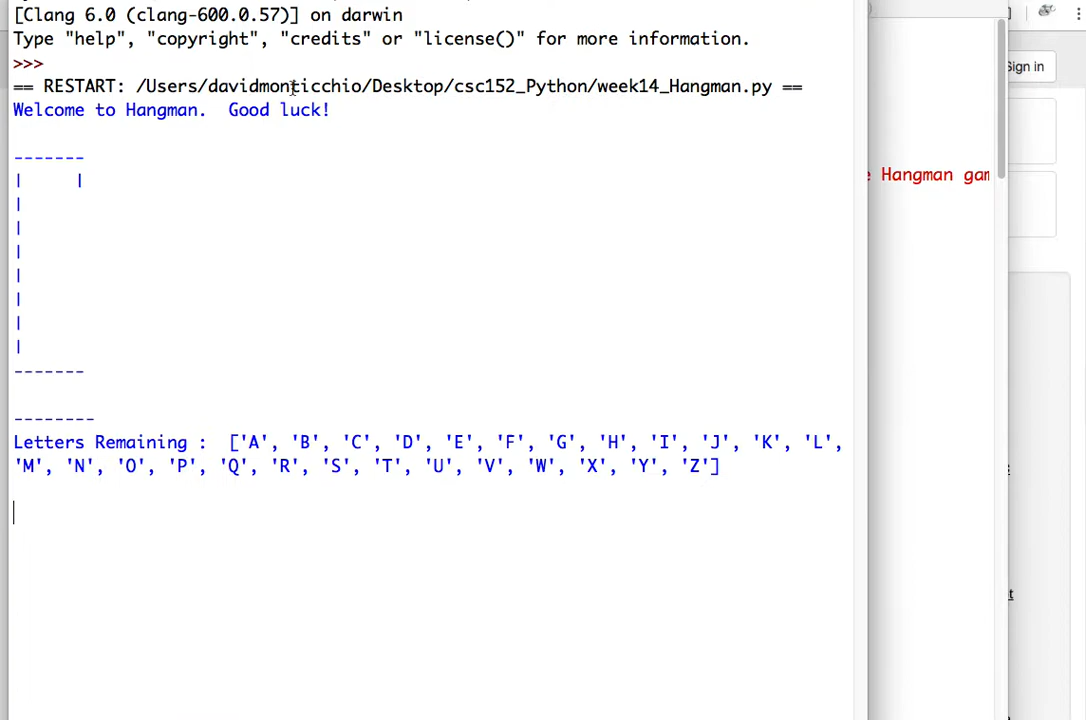 [Clang 6.0 (clang-600.0.57)] on darwin
Type "help", "copyright", "credits" or "license()" for more information.
>>>
== RESTART: /Users/davidmonticchio/Desktop/csc152_Python/week14_Hangman.py ==
Welcome to Hangman.  Good luck!
-------
|      |
|
|
|
|
|
|
|
-------
--------
Letters Remaining :  ['A', 'B', 'C', 'D', 'E', 'F', 'G', 'H', 'I', 'J', 'K', 'L',
'M', 'N', 'O', 'P', 'Q', 'R', 'S', 'T', 'U', 'V', 'W', 'X', 'Y', 'Z']
Sign in
Hangman gam